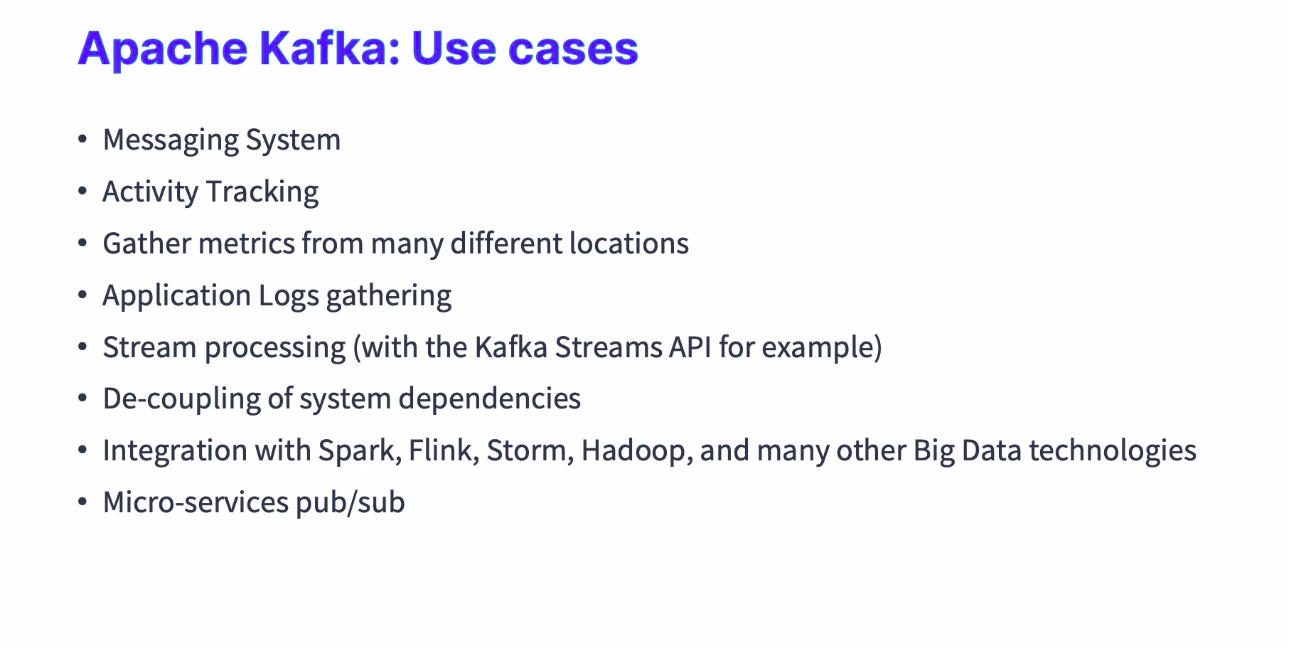 Apache Kafka: Use cases
• Messaging System
• Activity Tracking
• Gather metrics from many different locations
• Application Logs gathering
• Stream processing (with the Kafka Streams API for example)
• De-coupling of system dependencies
• Integration with Spark, Flink, Storm, Hadoop, and many other Big Data technologies
• Micro-services pub/sub